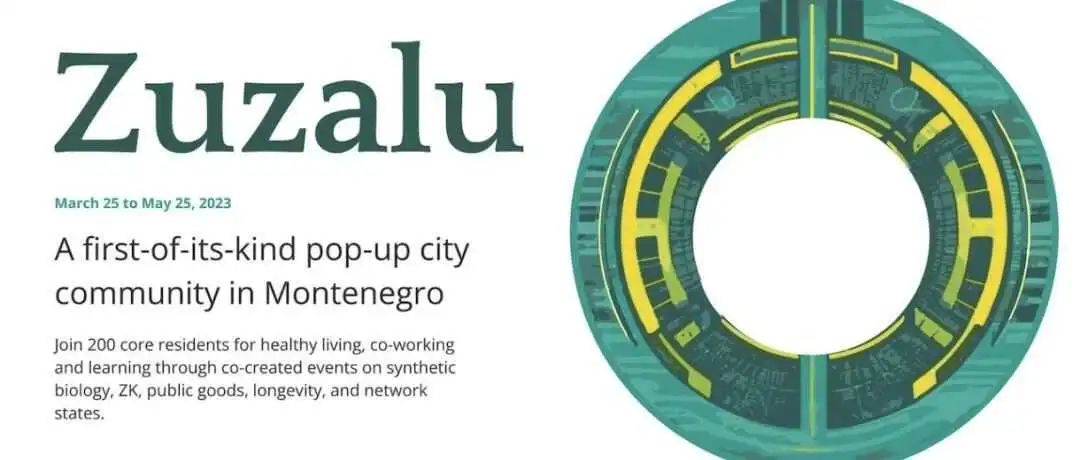 Zuzalu
March 25 to May 25, 2023
A first-of-its-kind pop-up city
community in Montenegro
Join 200 core residents for healthy living, co-working
and learning through co-created events on synthetic
biology, ZK, public goods, longevity, and network
states.